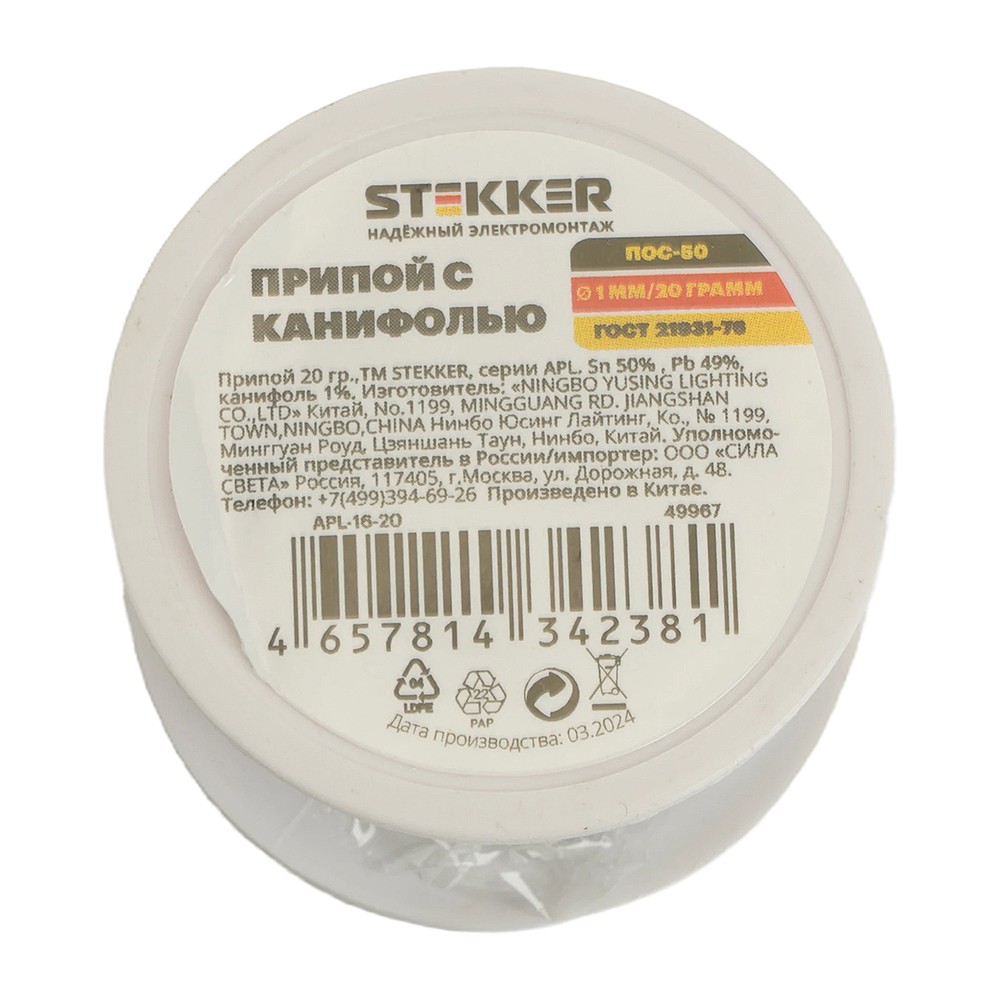 STEKKER
НАДЁЖНЫЙ ЭЛЕКТРОМОНТАЖ
ПРИПОЙ С
КАНИФОЛЬЮ
ПОС-50
Ø 1 ММ/20 ГРАММ
ГОСТ 21931-76
Припой 20 гр.,ТМ STEKKER, серии APL. Sn 50% , Pb 49%,
канифоль 1%. Изготовитель: «NINGBO YUSING LIGHTING
CO.,LTD» Китай, No.1199, MINGGUANG RD. JIANGSHAN
TOWN,NINGBO,CHINA Нинбо Юсинг Лайтинг, Ко., № 1199,
Минггуан Роуд, Цзяншань Таун, Нинбо, Китай. Уполномо-
ченный представитель в России/импортер: ООО «СИЛА
СВЕТА» Россия, 117405, г.Москва, ул. Дорожная, д. 48.
Телефон: +7(499)394-69-26 Произведено в Китае.
APL-16-20 49967
4 657814 342381
04 22
LDPE PAP
Дата производства: 03.2024